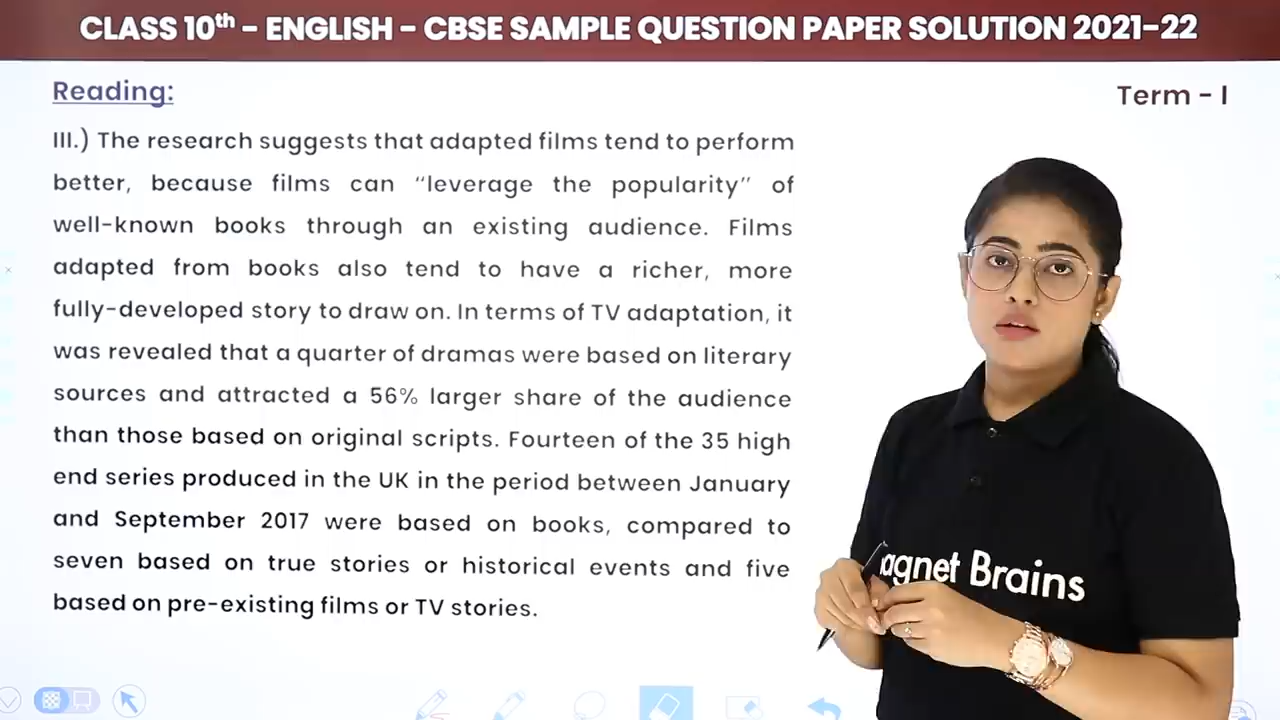 CLASS 10th – ENGLISH – CBSE SAMPLE QUESTION PAPER SOLUTION 2021–22
Reading:
Term – I
III.) The research suggests that adapted films tend to perform
better, because films can “leverage the popularity” of
well-known books through an existing audience. Films
adapted from books also tend to have a richer, more
fully-developed story to draw on. In terms of TV adaptation, it
was revealed that a quarter of dramas were based on literary
sources and attracted a 56% larger share of the audience
than those based on original scripts. Fourteen of the 35 high
end series produced in the UK in the period between January
and September 2017 were based on books, compared to
seven based on true stories or historical events and five
based on pre-existing films or TV stories.
agnet Brains